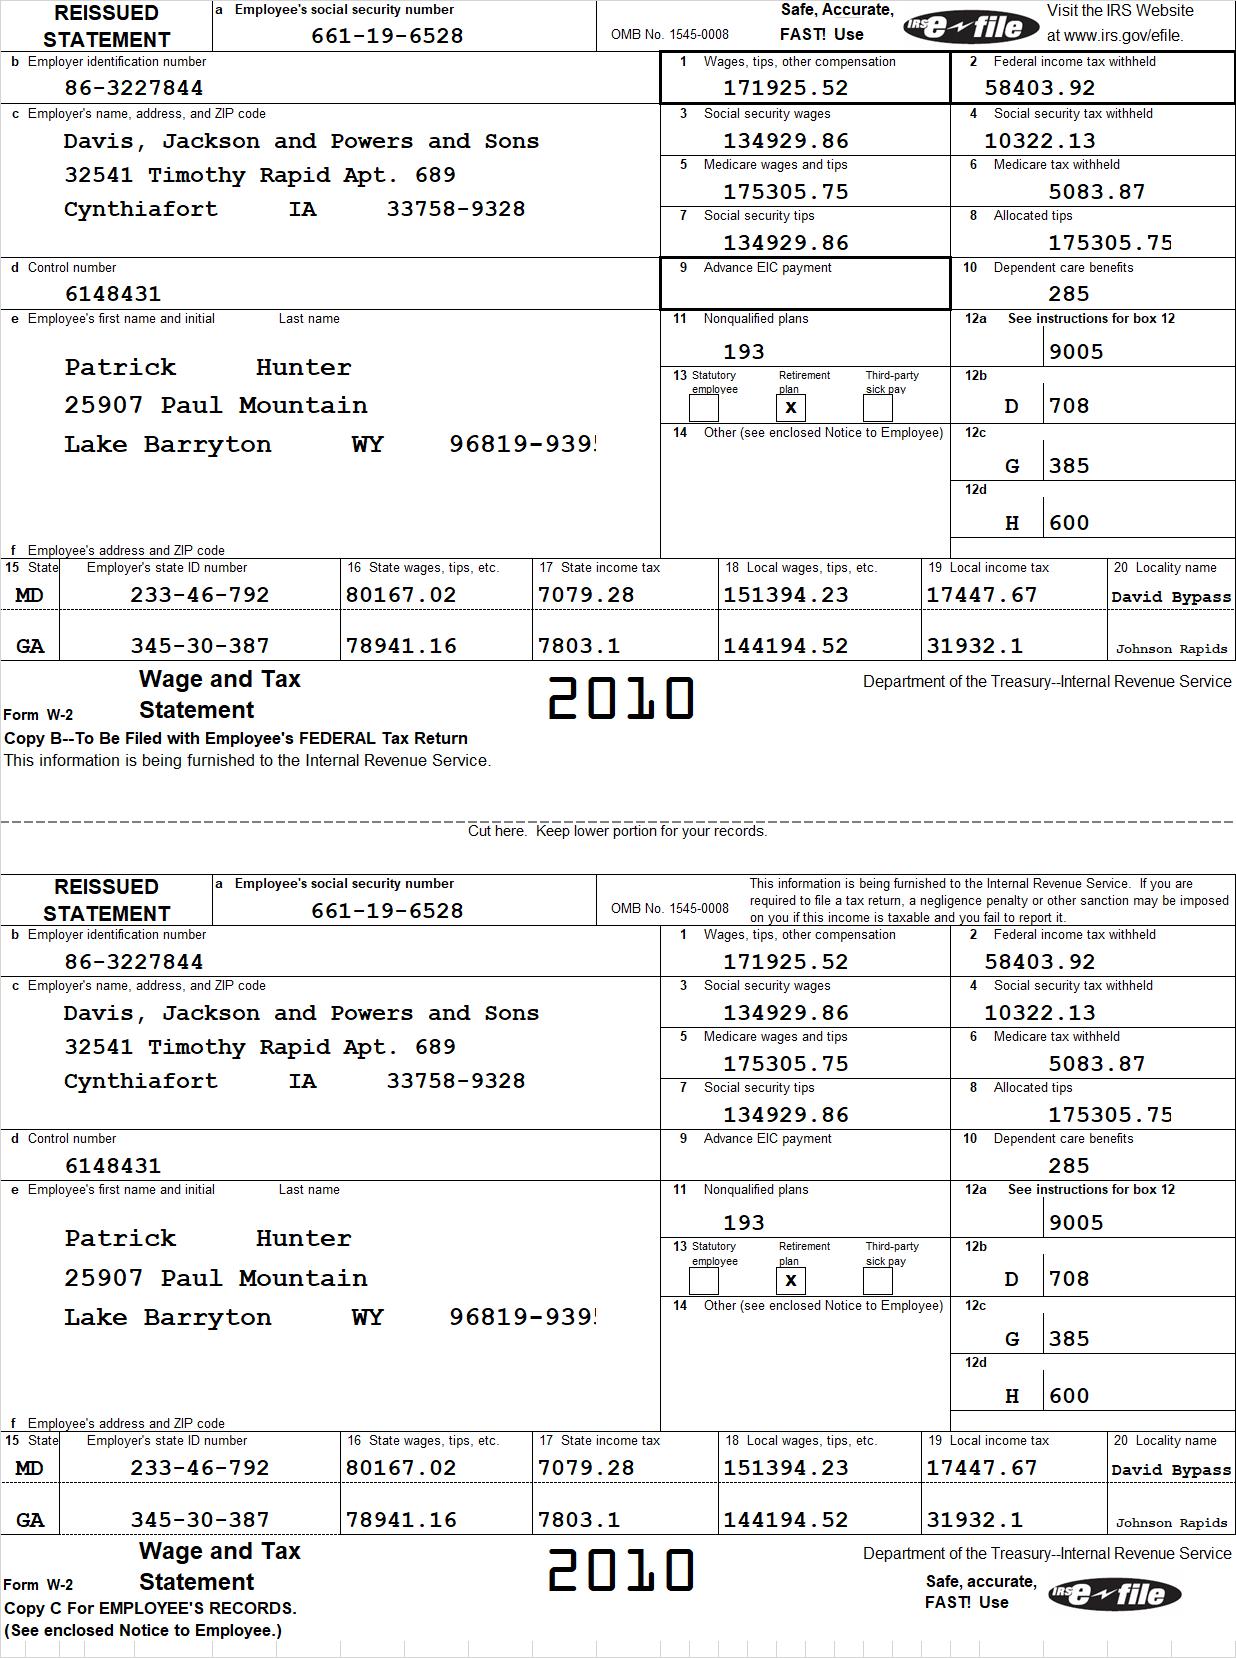 REISSUED
STATEMENT
a Employee's social security number
661-19-6528
OMB No. 1545-0008
Safe, Accurate,
FAST! Use
IRS e-file
Visit the IRS Website
at www.irs.gov/efile.
b Employer identification number
86-3227844
1 Wages, tips, other compensation
171925.52
2 Federal income tax withheld
58403.92
c Employer's name, address, and ZIP code
Davis, Jackson and Powers and Sons
32541 Timothy Rapid Apt. 689
Cynthiafort IA 33758-9328
3 Social security wages
134929.86
4 Social security tax withheld
10322.13
5 Medicare wages and tips
175305.75
6 Medicare tax withheld
5083.87
7 Social security tips
134929.86
8 Allocated tips
175305.75
d Control number
6148431
9 Advance EIC payment
10 Dependent care benefits
285
e Employee's first name and initial Last name
Patrick Hunter
25907 Paul Mountain
Lake Barryton WY 96819-939
f Employee's address and ZIP code
11 Nonqualified plans
193
12a See instructions for box 12
9005
13 Statutory employee Retirement plan Third-party sick pay
X
12b
D 708
14 Other (see enclosed Notice to Employee)
12c
G 385
12d
H 600
15 State Employer's state ID number 16 State wages, tips, etc. 17 State income tax 18 Local wages, tips, etc. 19 Local income tax 20 Locality name
MD 233-46-792 80167.02 7079.28 151394.23 17447.67 David Bypass
GA 345-30-387 78941.16 7803.1 144194.52 31932.1 Johnson Rapids
Wage and Tax
Statement
Form W-2
2010
Department of the Treasury--Internal Revenue Service
Copy B--To Be Filed with Employee's FEDERAL Tax Return
This information is being furnished to the Internal Revenue Service.
Cut here. Keep lower portion for your records.
REISSUED
STATEMENT
a Employee's social security number
661-19-6528
OMB No. 1545-0008
This information is being furnished to the Internal Revenue Service. If you are
required to file a tax return, a negligence penalty or other sanction may be imposed
on you if this income is taxable and you fail to report it.
b Employer identification number
86-3227844
1 Wages, tips, other compensation
171925.52
2 Federal income tax withheld
58403.92
c Employer's name, address, and ZIP code
Davis, Jackson and Powers and Sons
32541 Timothy Rapid Apt. 689
Cynthiafort IA 33758-9328
3 Social security wages
134929.86
4 Social security tax withheld
10322.13
5 Medicare wages and tips
175305.75
6 Medicare tax withheld
5083.87
7 Social security tips
134929.86
8 Allocated tips
175305.75
d Control number
6148431
9 Advance EIC payment
10 Dependent care benefits
285
e Employee's first name and initial Last name
Patrick Hunter
25907 Paul Mountain
Lake Barryton WY 96819-939
f Employee's address and ZIP code
11 Nonqualified plans
193
12a See instructions for box 12
9005
13 Statutory employee Retirement plan Third-party sick pay
X
12b
D 708
14 Other (see enclosed Notice to Employee)
12c
G 385
12d
H 600
15 State Employer's state ID number 16 State wages, tips, etc. 17 State income tax 18 Local wages, tips, etc. 19 Local income tax 20 Locality name
MD 233-46-792 80167.02 7079.28 151394.23 17447.67 David Bypass
GA 345-30-387 78941.16 7803.1 144194.52 31932.1 Johnson Rapids
Wage and Tax
Statement
Form W-2
2010
Department of the Treasury--Internal Revenue Service
Safe, accurate,
FAST! Use
IRS e-file
Copy C For EMPLOYEE'S RECORDS.
(See enclosed Notice to Employee.)